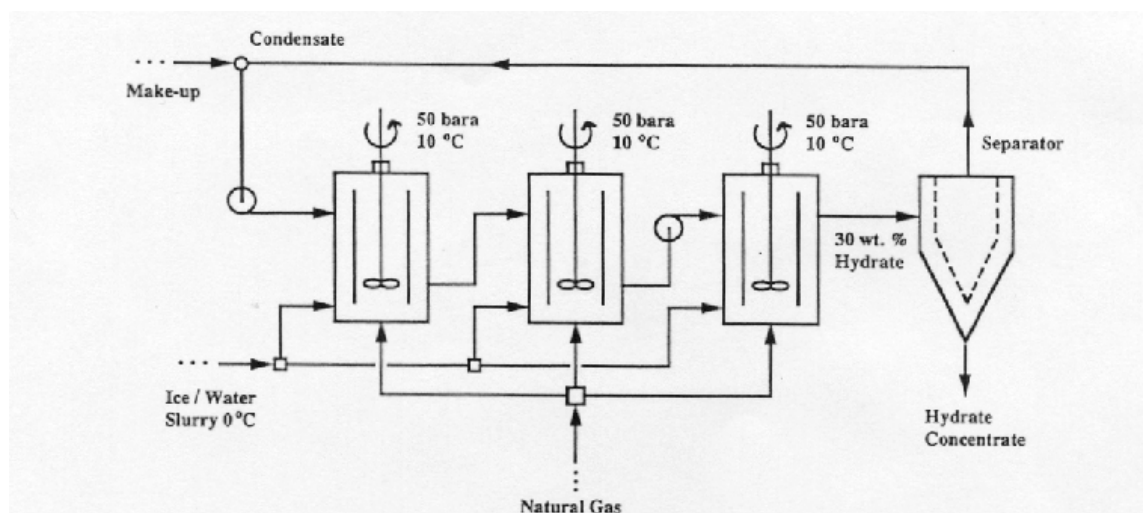 Condensate
Make-up
50 bara
10 °C
50 bara
10 °C
50 bara
10 °C
Separator
30 wt. %
Hydrate
Ice / Water
Slurry 0°C
Hydrate
Concentrate
Natural Gas